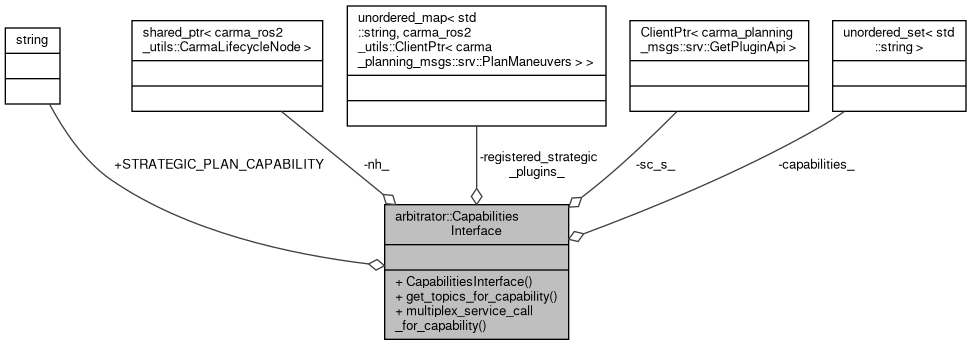 string
shared_ptr< carma_ros2
_utils::CarmaLifecycleNode >
unordered_map< std
::string, carma_ros2
_utils::ClientPtr< carma
_planning_msgs::srv::PlanManeuvers > >
ClientPtr< carma_planning
_msgs::srv::GetPluginApi >
unordered_set< std
::string >
+STRATEGIC_PLAN_CAPABILITY
-nh_
-registered_strategic
_plugins_
-sc_s_
-capabilities_
arbitrator::Capabilities
Interface
+ CapabilitiesInterface()
+ get_topics_for_capability()
+ multiplex_service_call
_for_capability()